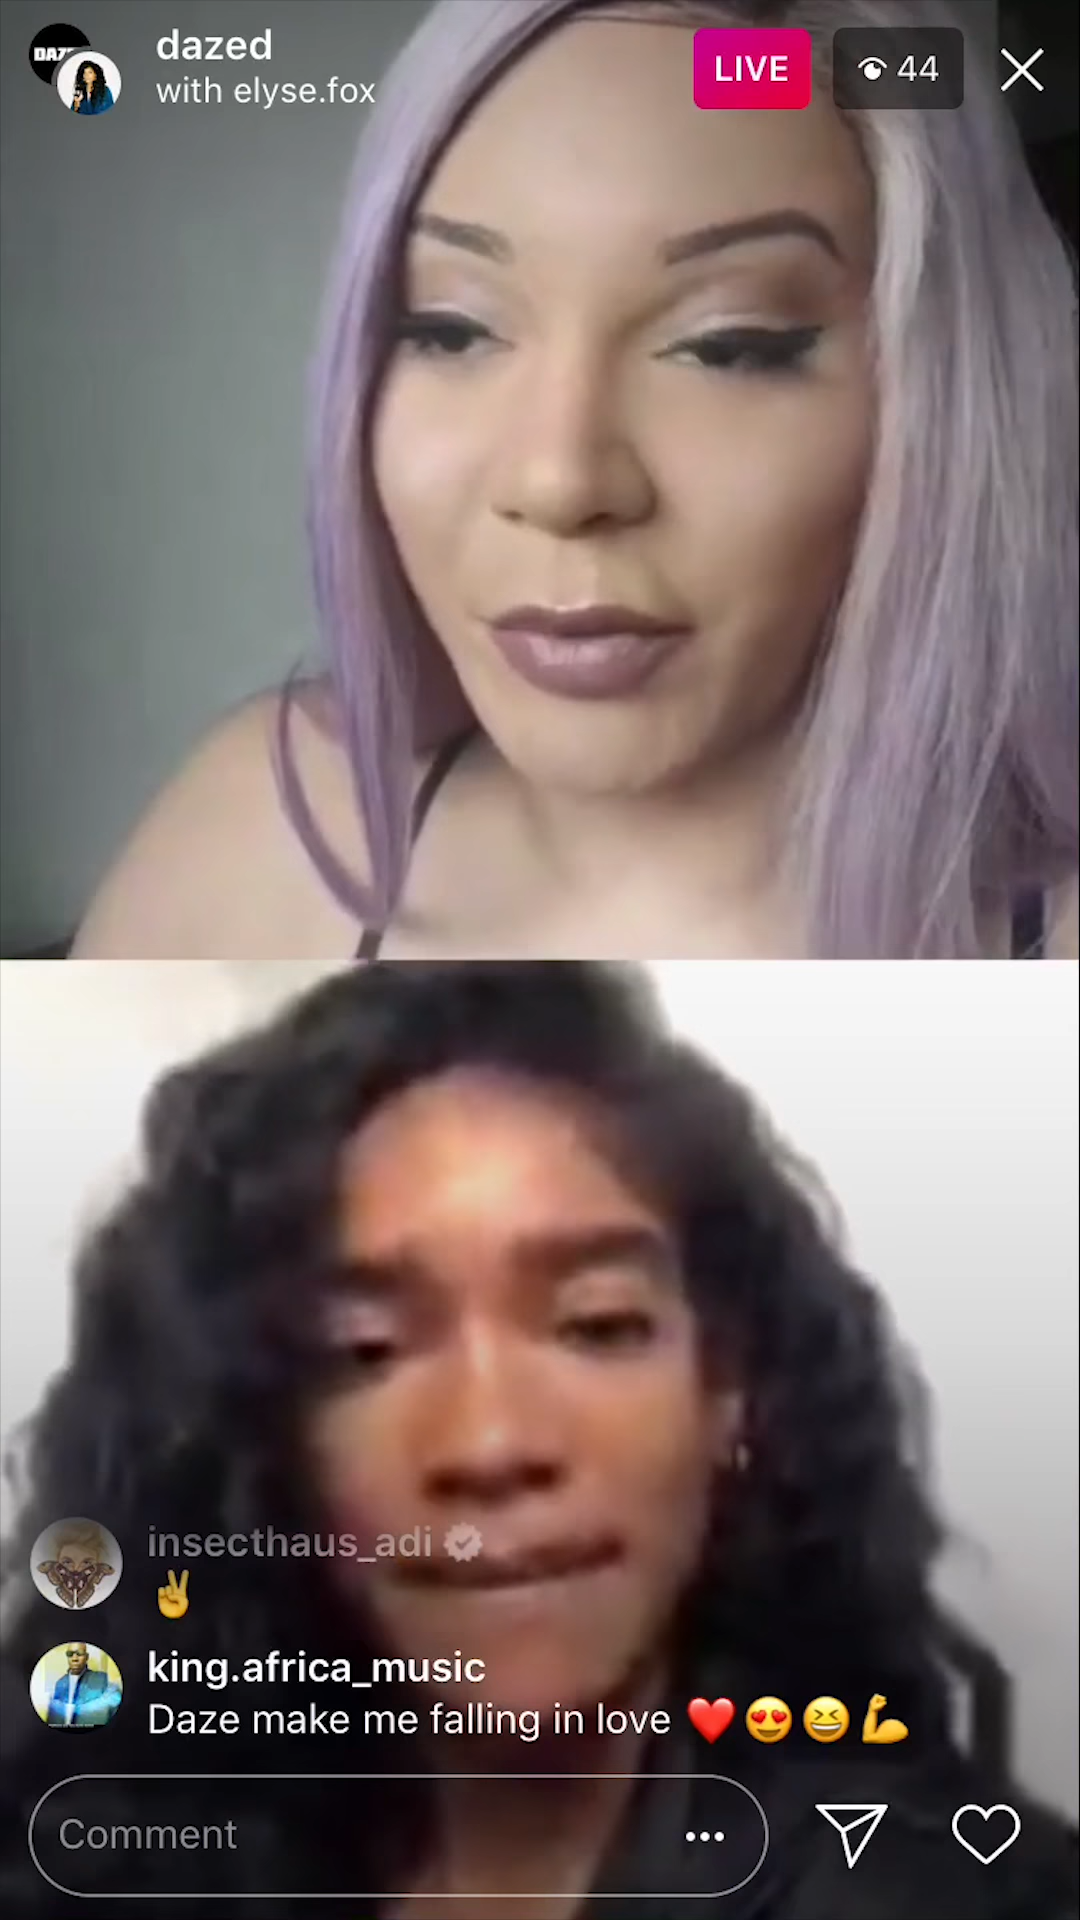 dazed
with elyse.fox
LIVE
44
insecthaus_adi
✌️
king.africa_music
Daze make me falling in love ❤️😍😆💪
Comment